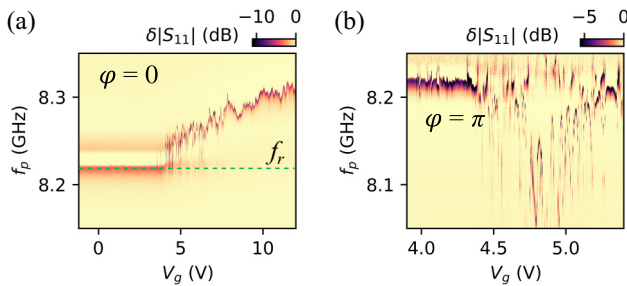 (a)
δ|S11| (dB)
−10 0
φ = 0
8.3
8.2
fp (GHz)
fr
0 5 10
Vg (V)
(b)
δ|S11| (dB)
−5 0
φ = π
8.2
8.1
fp (GHz)
4.0 4.5 5.0
Vg (V)